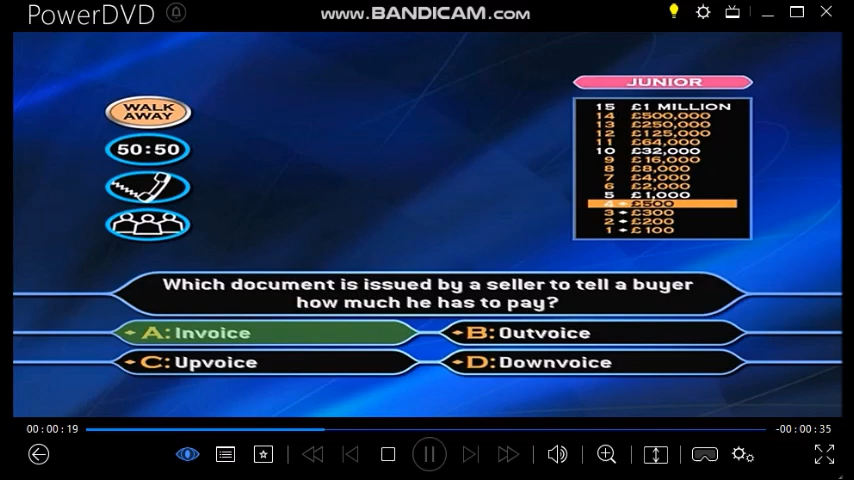 PowerDVD
www.BANDICAM.com
WALK
AWAY
50:50
JUNIOR
15 £1 MILLION
14 £500,000
13 £250,000
12 £125,000
11 £64,000
10 £32,000
9 £16,000
8 £8,000
7 £4,000
6 £2,000
5 £1,000
4 £500
3 £300
2 £200
1 £100
Which document is issued by a seller to tell a buyer
how much he has to pay?
A: Invoice
B: Outvoice
C: Upvoice
D: Downvoice
00:00:19
-00:00:35